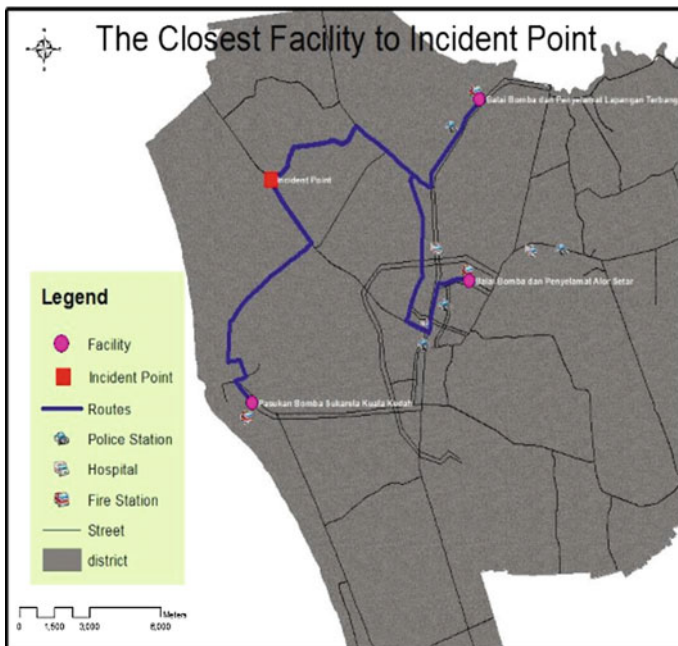 The Closest Facility to Incident Point
Balai Bomba dan Penyelamat Lapangan Terbang
Incident Point
Balai Bomba dan Penyelamat Alor Setar
Pasukan Bomba Sukarela Kuala Kedah
Legend
Facility
Incident Point
Routes
Police Station
Hospital
Fire Station
Street
district
Meters
0 1,500 3,000 6,000